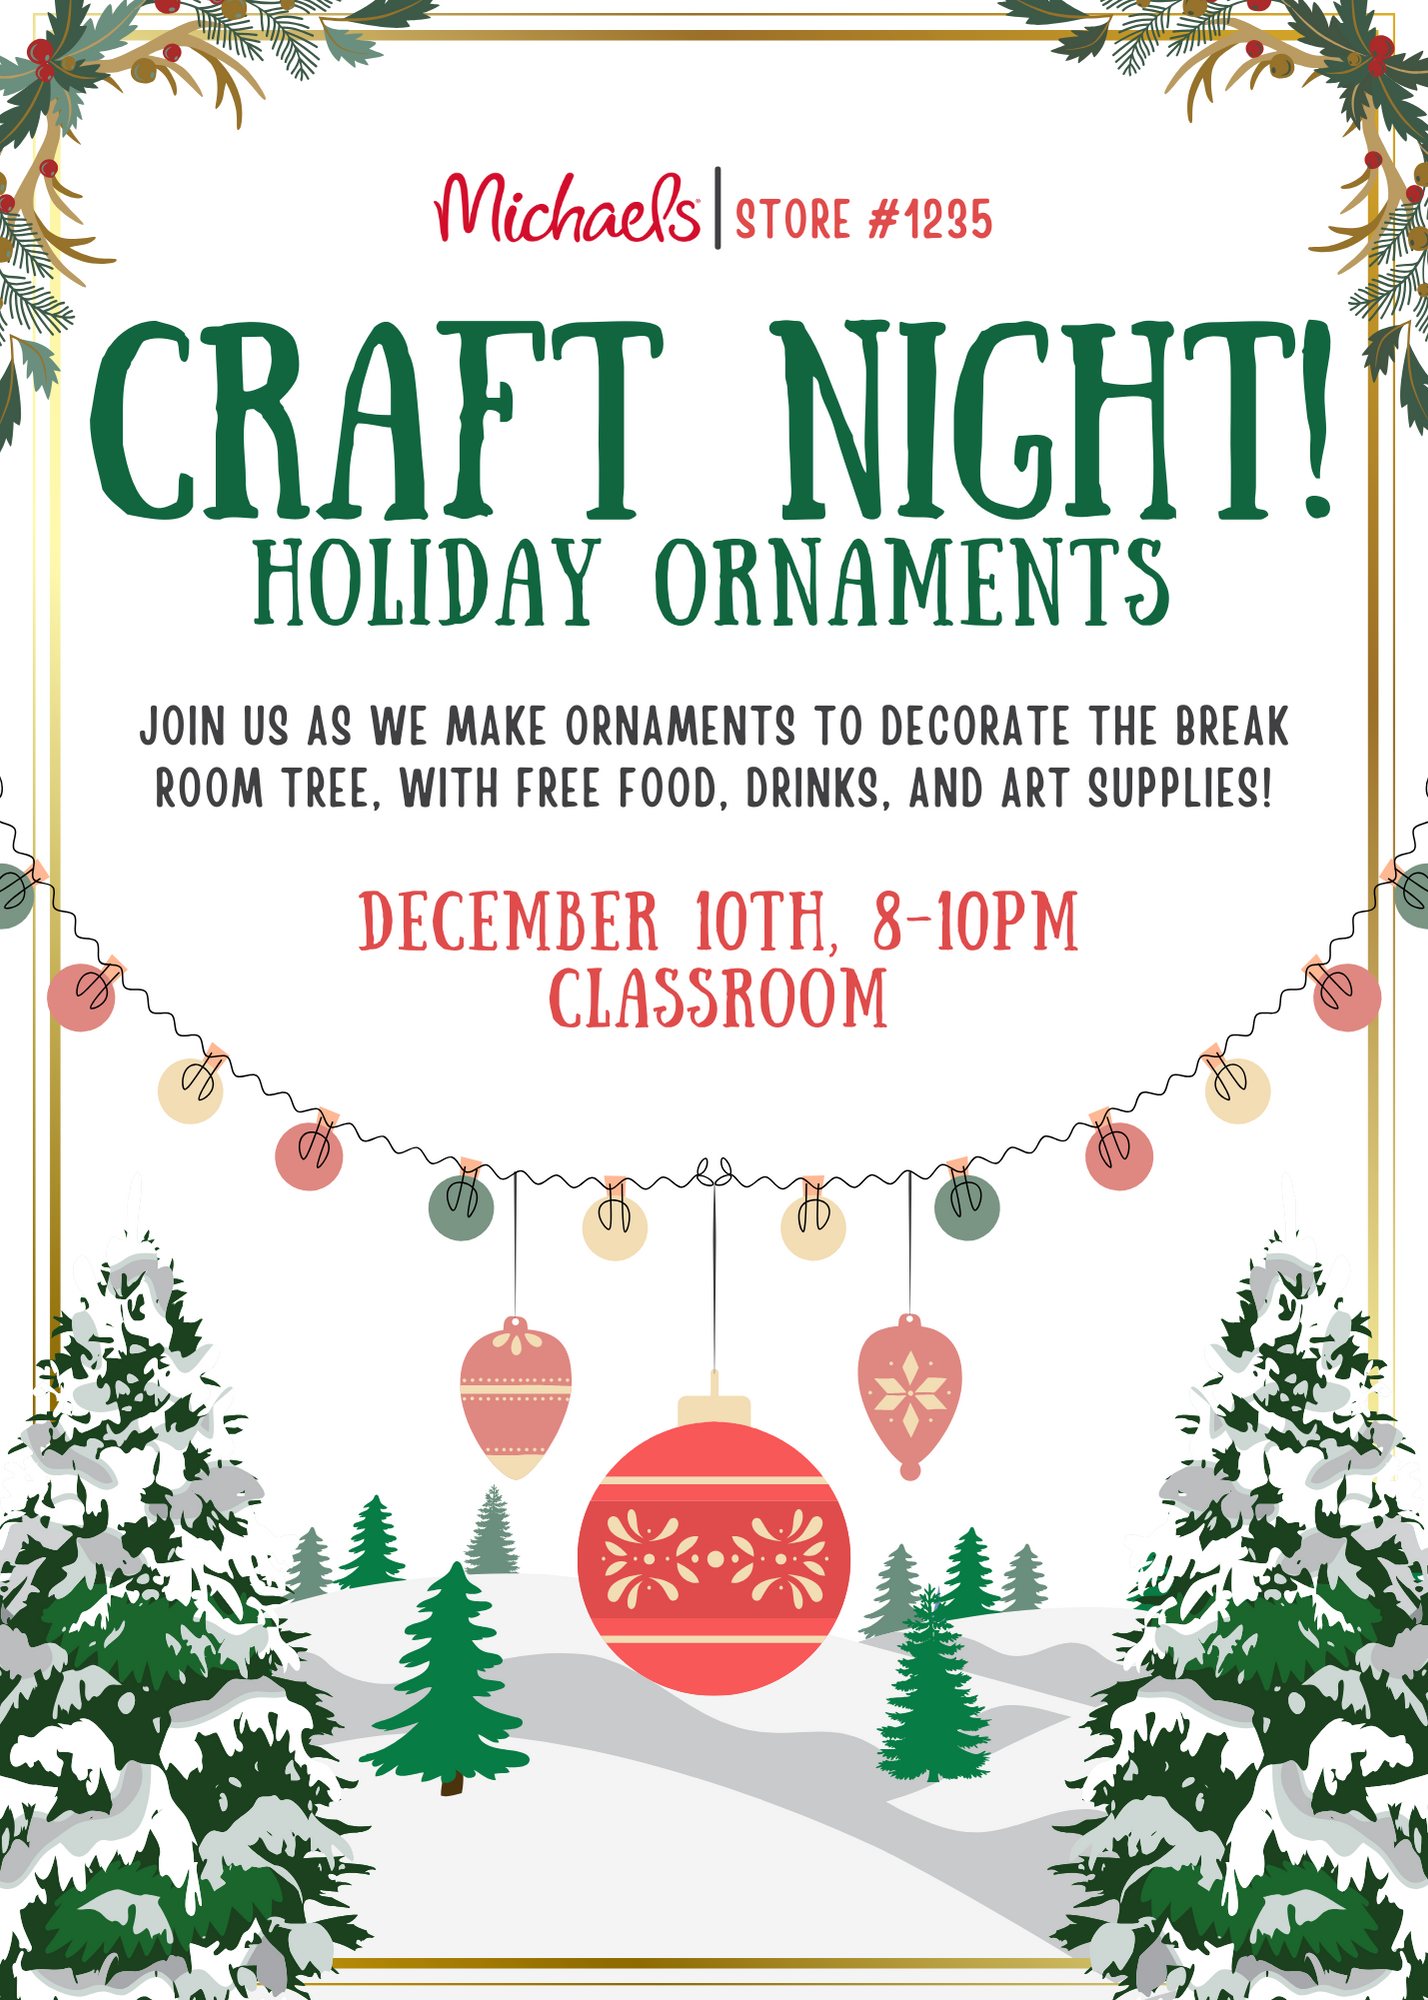 Michaels | STORE #1235
CRAFT NIGHT!
HOLIDAY ORNAMENTS
JOIN US AS WE MAKE ORNAMENTS TO DECORATE THE BREAK
ROOM TREE, WITH FREE FOOD, DRINKS, AND ART SUPPLIES!
DECEMBER 10TH, 8-10PM
CLASSROOM